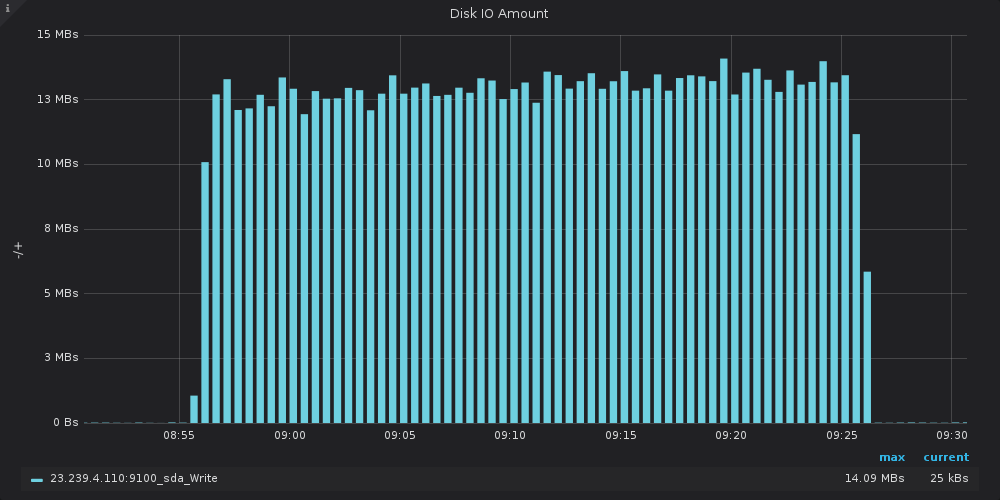 i
Disk IO Amount
15 MBs
13 MBs
10 MBs
8 MBs
5 MBs
3 MBs
0 Bs
-/+
08:55 09:00 09:05 09:10 09:15 09:20 09:25 09:30
max current
23.239.4.110:9100_sda_Write 14.09 MBs 25 kBs